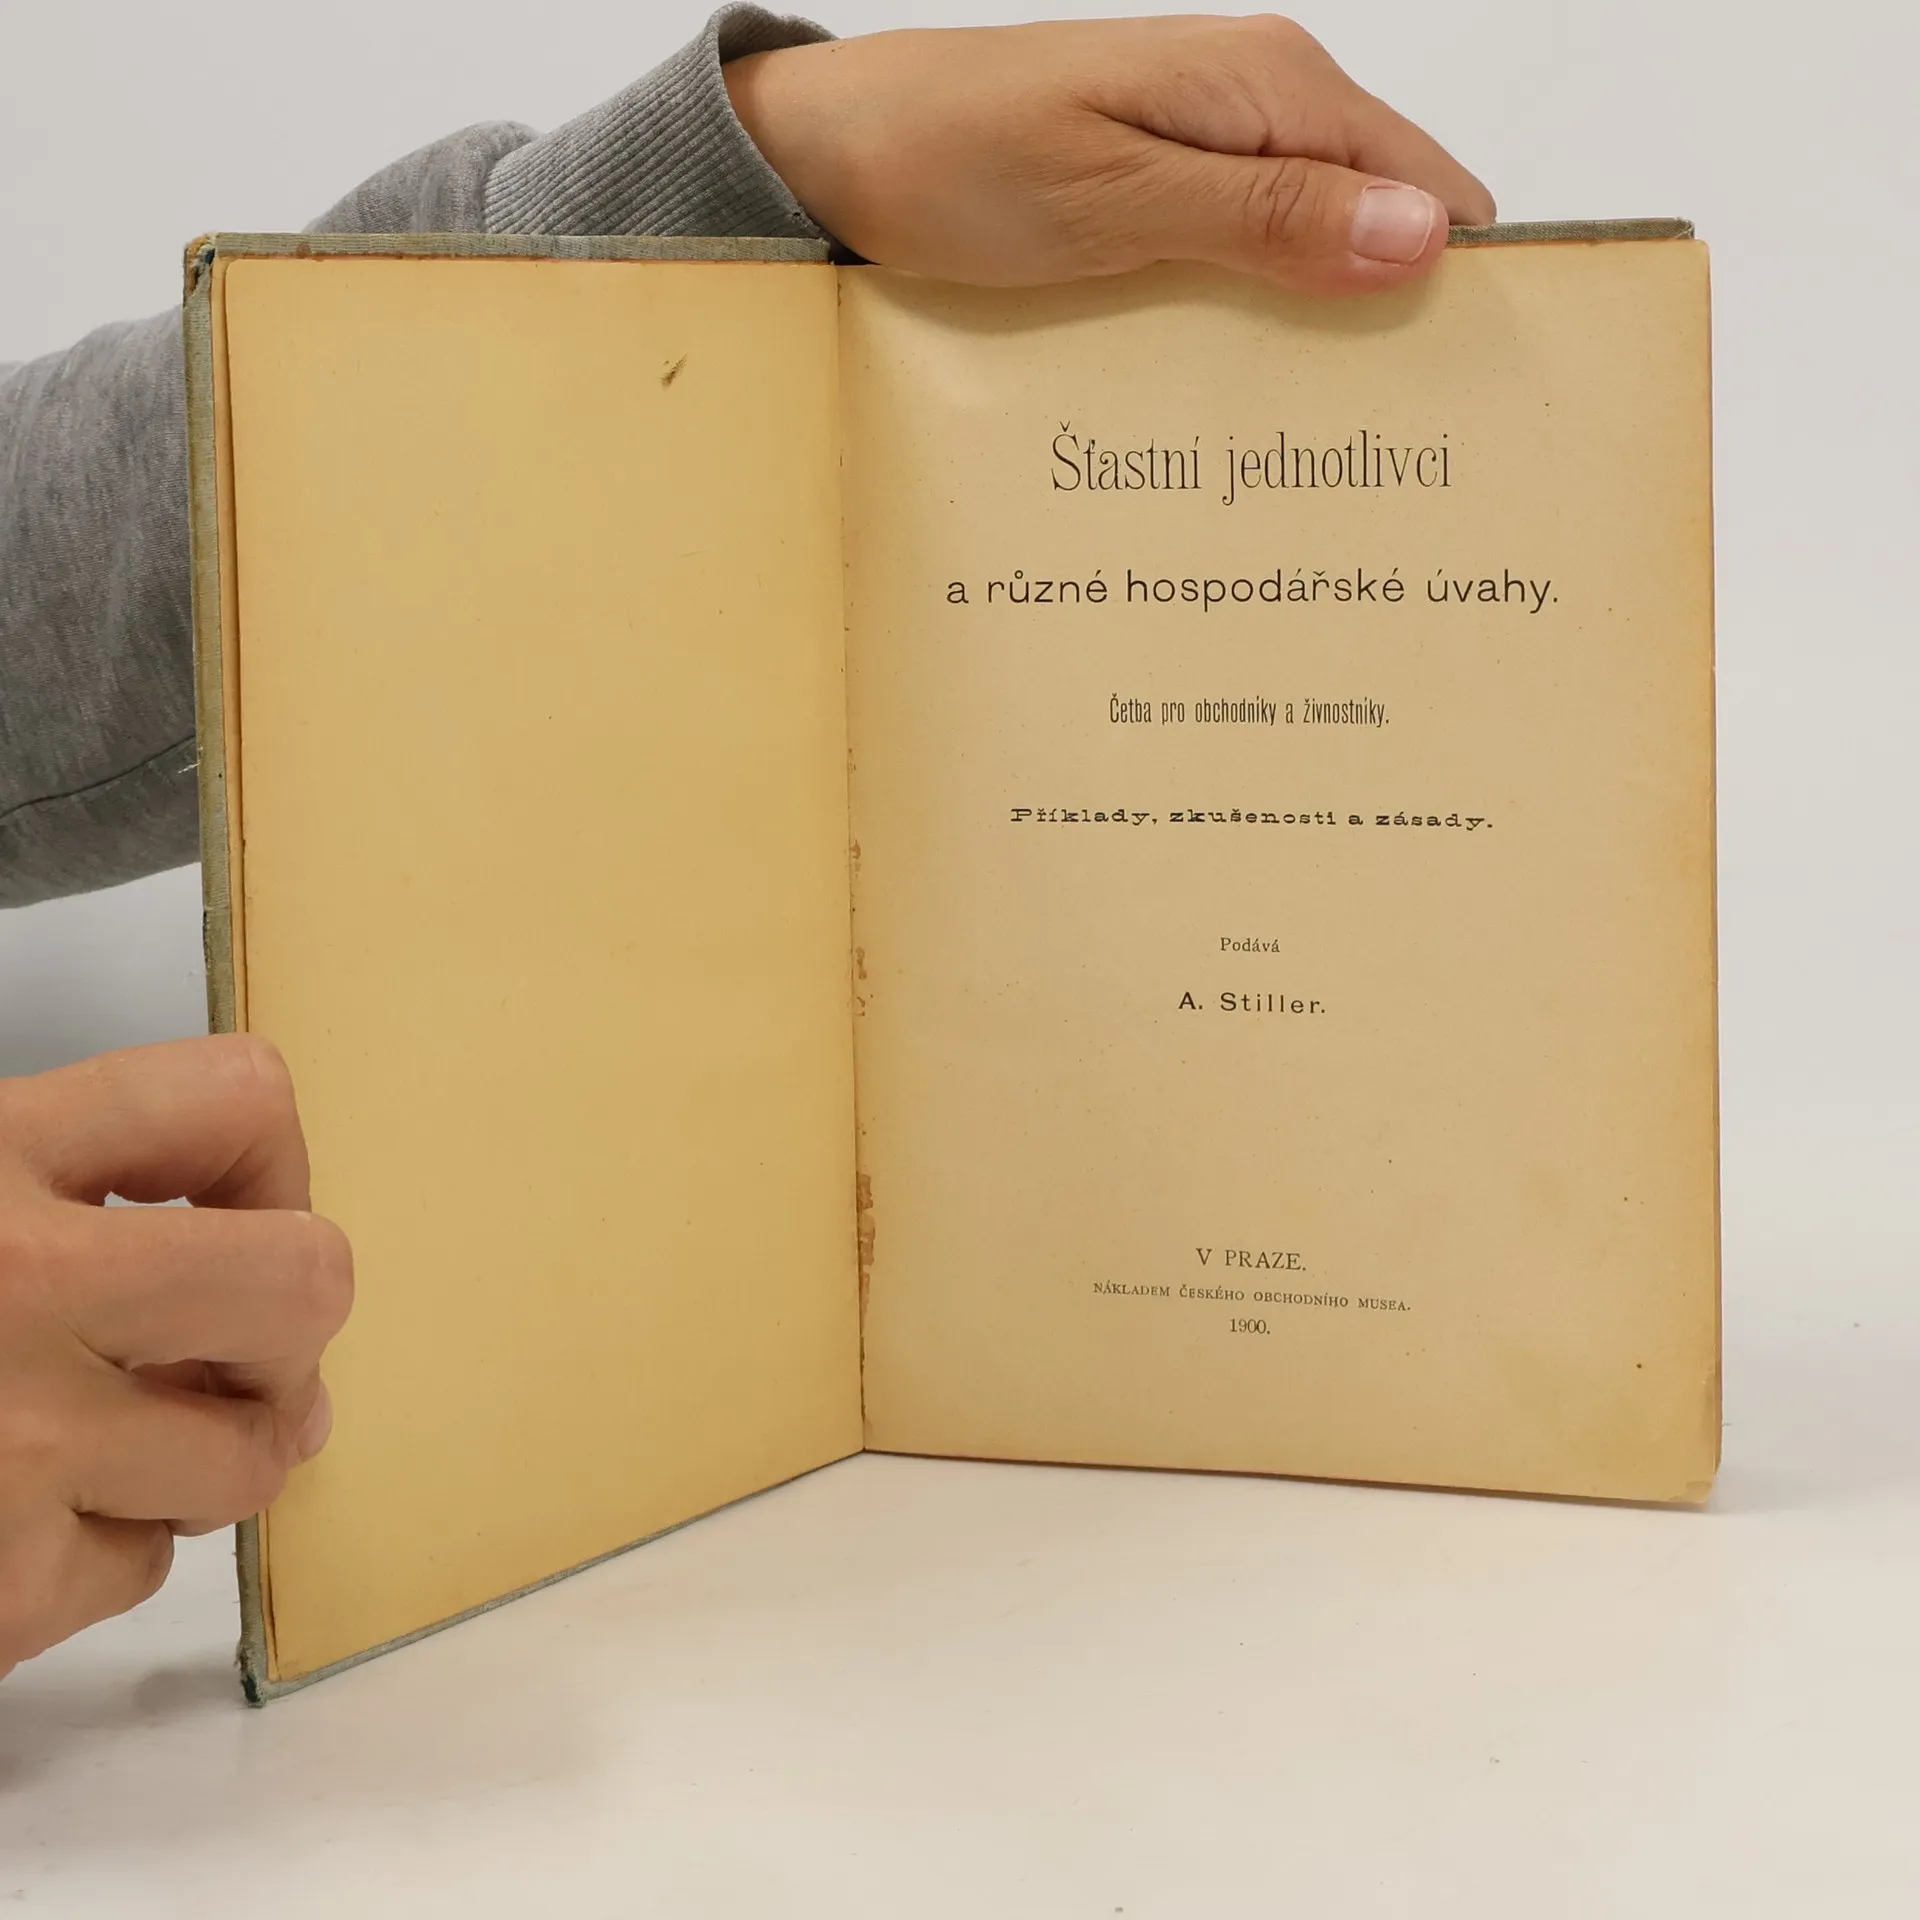 Šťastní jednotlivci
a různé hospodářské úvahy.
Četba pro obchodníky a živnostníky.
Příklady, zkušenosti a zásady.
Podává
A. Stiller.
V PRAZE.
NÁKLADEM ČESKÉHO OBCHODNÍHO MUSEA.
1900.